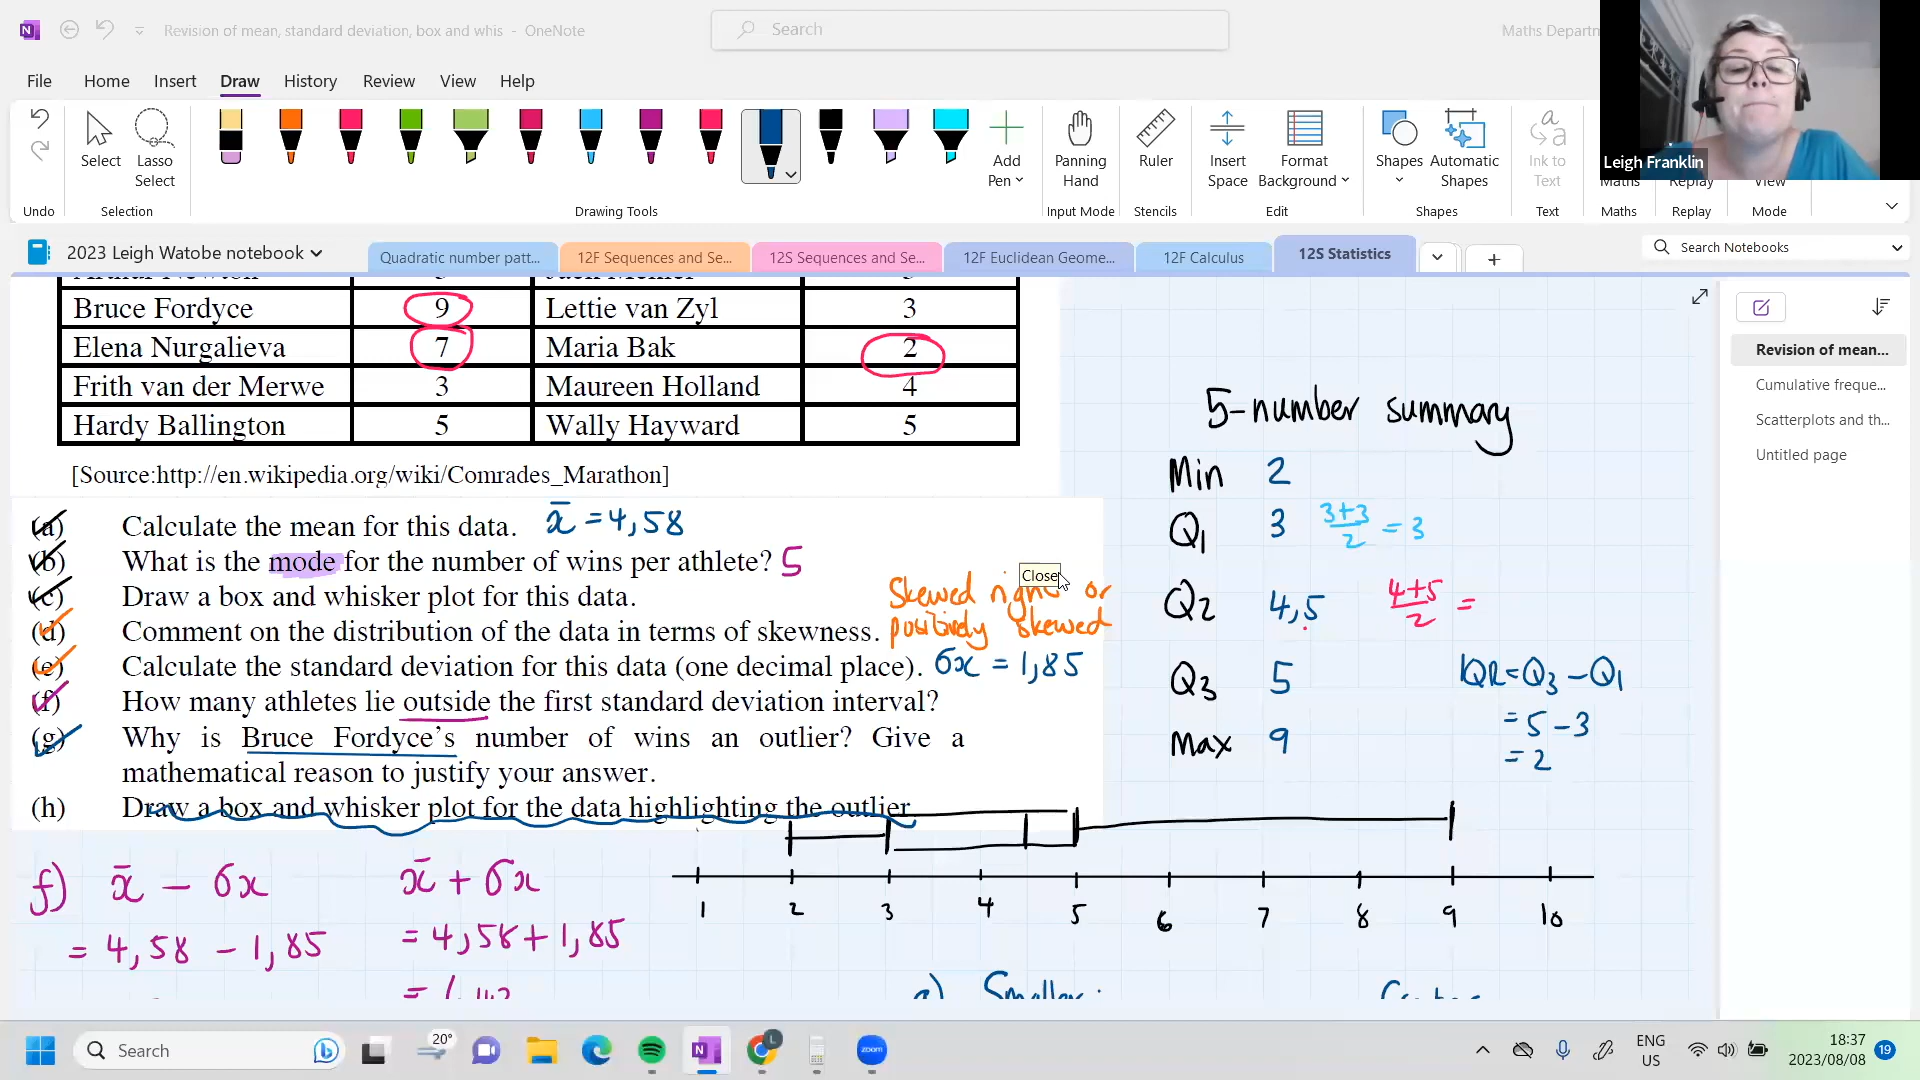 Revision of mean, standard deviation, box and whis - OneNote
Search
Maths Departn
File Home Insert Draw History Review View Help
Select
Lasso Select
Add Pen
Panning Hand
Ruler
Insert Space
Format Background
Shapes
Automatic Shapes
Ink to Text
Maths
Replay
View
Leigh Franklin
Undo
Selection
Drawing Tools
Input Mode
Stencils
Edit
Shapes
Text
Maths
Replay
Mode
2023 Leigh Watobe notebook
Quadratic number patt...
12F Sequences and Se...
12S Sequences and Se...
12F Euclidean Geome...
12F Calculus
12S Statistics
Search Notebooks
Bruce Fordyce 9 Lettie van Zyl 3
Elena Nurgalieva 7 Maria Bak 2
Frith van der Merwe 3 Maureen Holland 4
Hardy Ballington 5 Wally Hayward 5
[Source:http://en.wikipedia.org/wiki/Comrades_Marathon]
(a) Calculate the mean for this data. x̄ = 4,58
(b) What is the mode for the number of wins per athlete? 5
(c) Draw a box and whisker plot for this data.
(d) Comment on the distribution of the data in terms of skewness.
Skewed right or
positively skewed
Close
(e) Calculate the standard deviation for this data (one decimal place). σx = 1,85
(f) How many athletes lie outside the first standard deviation interval?
(g) Why is Bruce Fordyce's number of wins an outlier? Give a
mathematical reason to justify your answer.
(h) Draw a box and whisker plot for the data highlighting the outlier
5-number summary
Min 2
Q1 3 3+3/2 = 3
Q2 4,5 4+5/2 =
Q3 5
Max 9
IQR = Q3 - Q1
= 5 - 3
= 2
1 2 3 4 5 6 7 8 9 10
f) x̄ - σx x̄ + σx
= 4,58 - 1,85 = 4,58 + 1,85
Revision of mean...
Cumulative freque...
Scatterplots and th...
Untitled page
Search
20°
zoom
ENG
US
18:37
2023/08/08
19